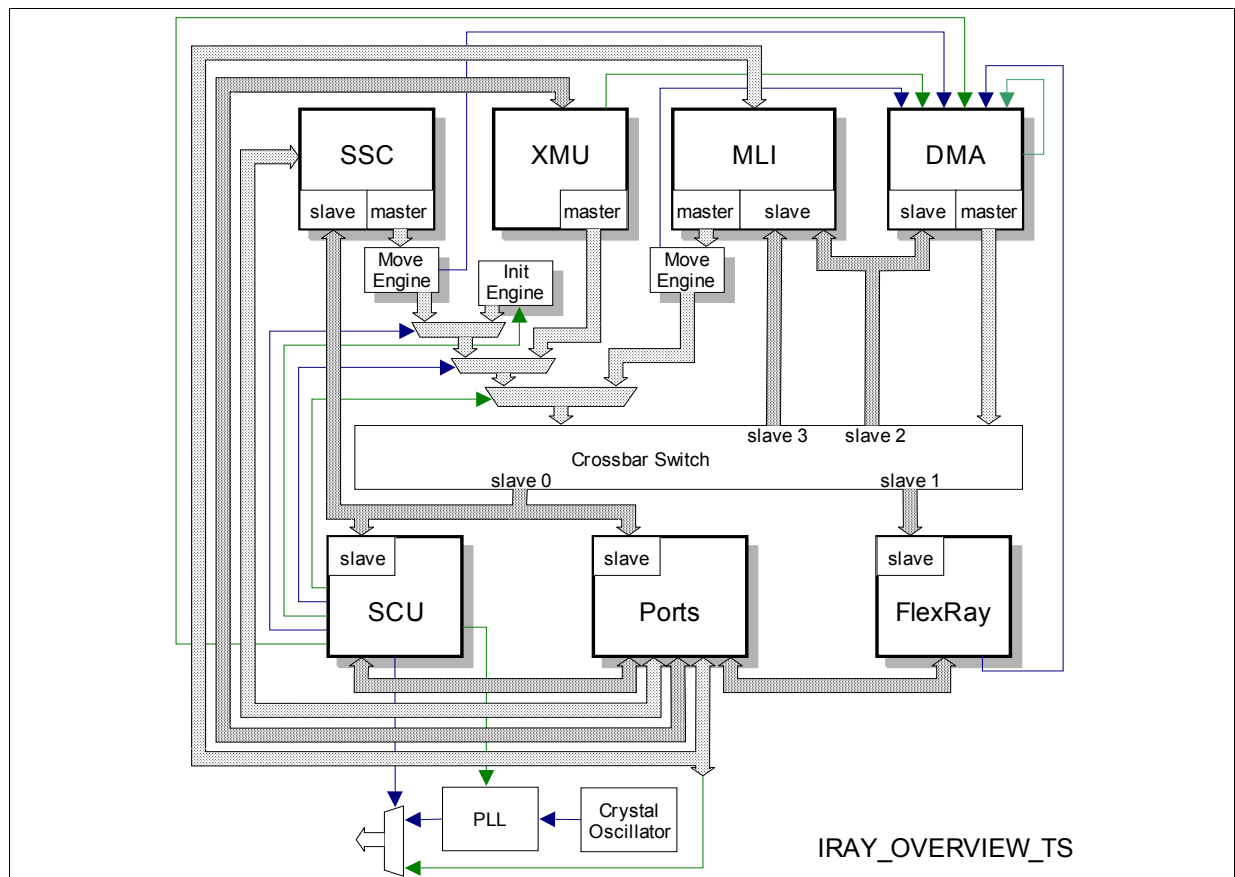 SSC
XMU
MLI
DMA
slave
master
master
master
slave
slave
master
Move
Engine
Init
Engine
Move
Engine
slave 3
slave 2
Crossbar Switch
slave 0
slave 1
slave
slave
slave
SCU
Ports
FlexRay
PLL
Crystal
Oscillator
IRAY_OVERVIEW_TS